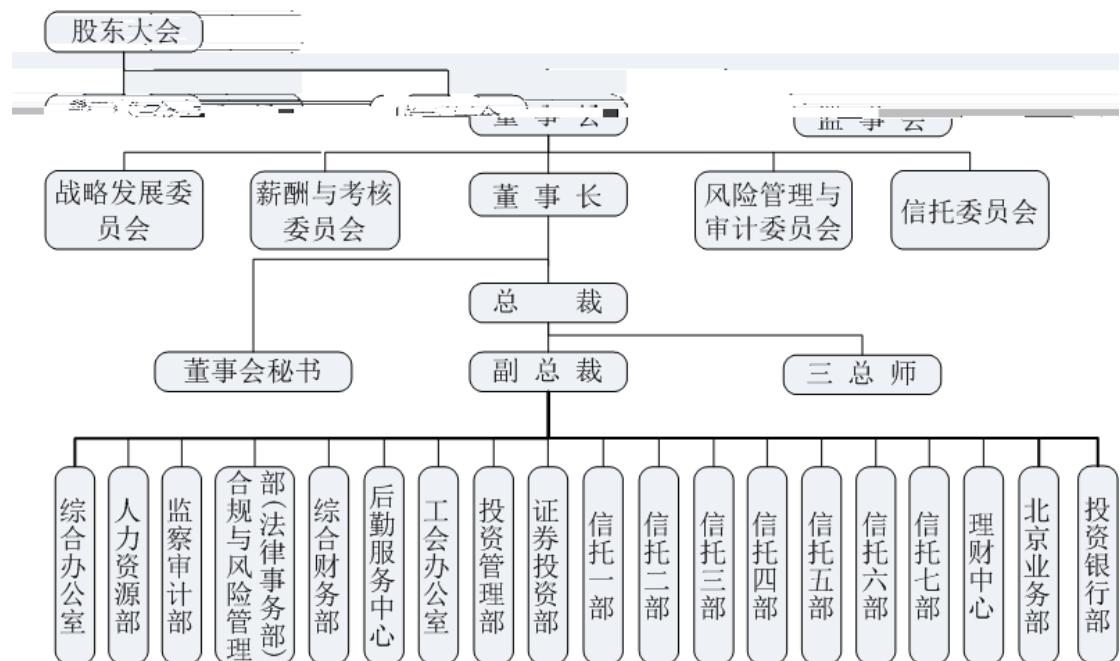 股东大会
董 事 会
监 事 会
战略发展委
员会
薪酬与考核
委员会
董 事 长
风险管理与
审计委员会
信托委员会
总 裁
董事会秘书
副 总 裁
三 总 师
综合办公室
人力资源部
监察审计部
合规与风险管理
部(法律事务部)
综合财务部
后勤服务中心
工会办公室
投资管理部
证券投资部
信托一部
信托二部
信托三部
信托四部
信托五部
信托六部
信托七部
理财中心
北京业务部
投资银行部